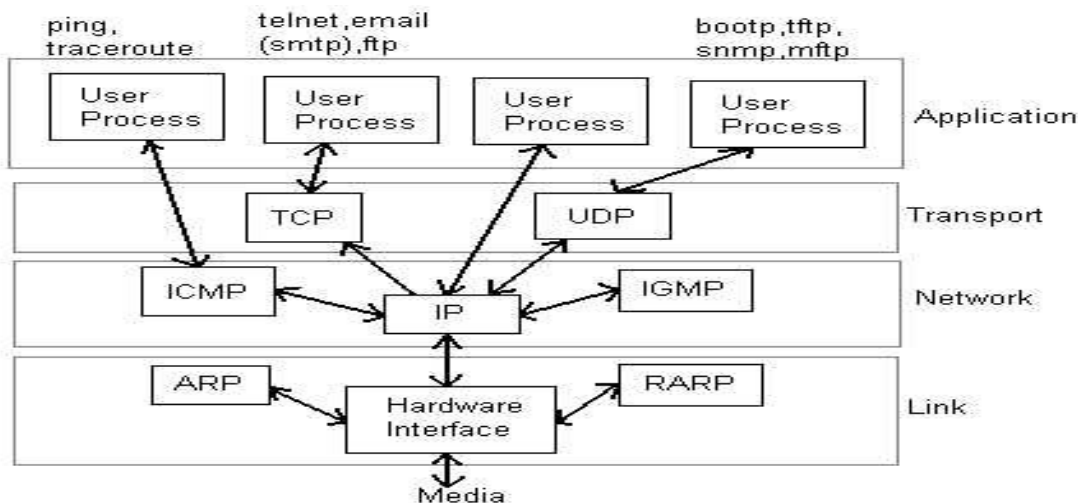 ping,
traceroute
telnet,email
(smtp),ftp
bootp,tftp,
snmp,mftp
User
Process
User
Process
User
Process
User
Process
Application
TCP
UDP
Transport
ICMP
IP
IGMP
Network
ARP
Hardware
Interface
RARP
Link
Media